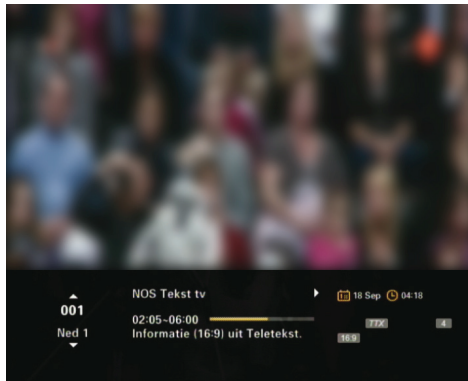 NOS Tekst tv
18 Sep 04:18
001
02:05~06:00
TTX 4
Ned 1
Informatie (16:9) uit Teletekst.
16:9